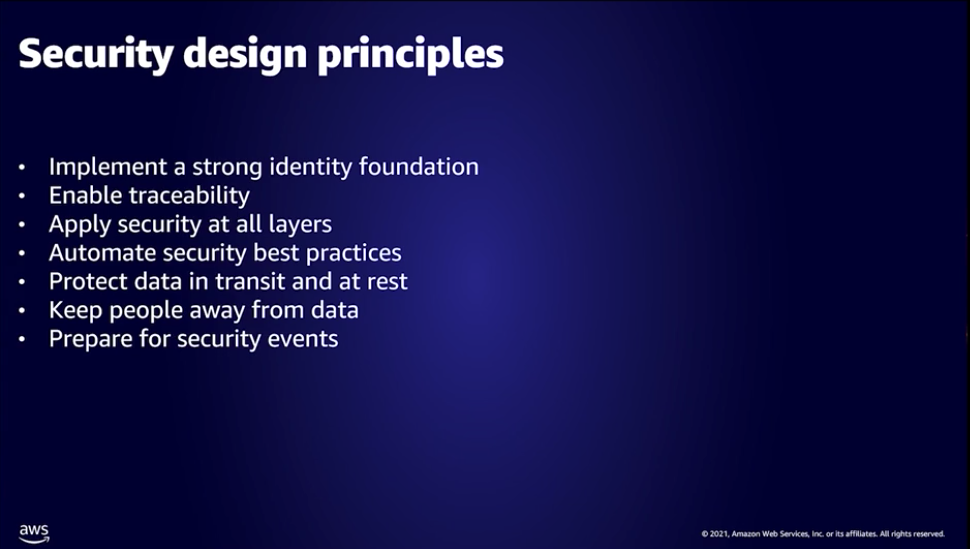 Security design principles
• Implement a strong identity foundation
• Enable traceability
• Apply security at all layers
• Automate security best practices
• Protect data in transit and at rest
• Keep people away from data
• Prepare for security events
aws
© 2021, Amazon Web Services, Inc. or its affiliates. All rights reserved.